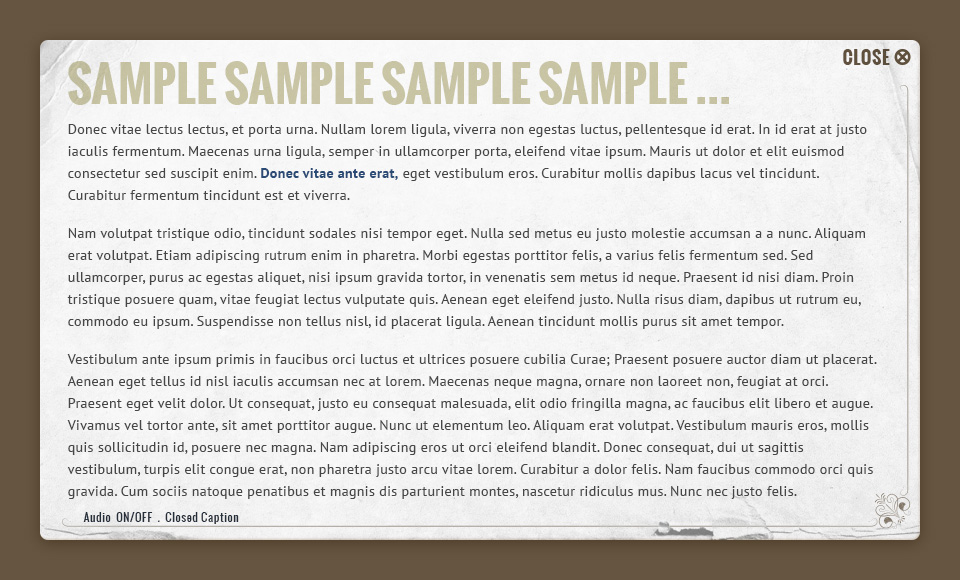 CLOSE
SAMPLE SAMPLE SAMPLE SAMPLE ...
Donec vitae lectus lectus, et porta urna. Nullam lorem ligula, viverra non egestas luctus, pellentesque id erat. In id erat at justo
iaculis fermentum. Maecenas urna ligula, semper in ullamcorper porta, eleifend vitae ipsum. Mauris ut dolor et elit euismod
consectetur sed suscipit enim. Donec vitae ante erat, eget vestibulum eros. Curabitur mollis dapibus lacus vel tincidunt.
Curabitur fermentum tincidunt est et viverra.
Nam volutpat tristique odio, tincidunt sodales nisi tempor eget. Nulla sed metus eu justo molestie accumsan a a nunc. Aliquam
erat volutpat. Etiam adipiscing rutrum enim in pharetra. Morbi egestas porttitor felis, a varius felis fermentum sed. Sed
ullamcorper, purus ac egestas aliquet, nisi ipsum gravida tortor, in venenatis sem metus id neque. Praesent id nisi diam. Proin
tristique posuere quam, vitae feugiat lectus vulputate quis. Aenean eget eleifend justo. Nulla risus diam, dapibus ut rutrum eu,
commodo eu ipsum. Suspendisse non tellus nisl, id placerat ligula. Aenean tincidunt mollis purus sit amet tempor.
Vestibulum ante ipsum primis in faucibus orci luctus et ultrices posuere cubilia Curae; Praesent posuere auctor diam ut placerat.
Aenean eget tellus id nisl iaculis accumsan nec at lorem. Maecenas neque magna, ornare non laoreet non, feugiat at orci.
Praesent eget velit dolor. Ut consequat, justo eu consequat malesuada, elit odio fringilla magna, ac faucibus elit libero et augue.
Vivamus vel tortor ante, sit amet porttitor augue. Nunc ut elementum leo. Aliquam erat volutpat. Vestibulum mauris eros, mollis
quis sollicitudin id, posuere nec magna. Nam adipiscing eros ut orci eleifend blandit. Donec consequat, dui ut sagittis
vestibulum, turpis elit congue erat, non pharetra justo arcu vitae lorem. Curabitur a dolor felis. Nam faucibus commodo orci quis
gravida. Cum sociis natoque penatibus et magnis dis parturient montes, nascetur ridiculus mus. Nunc nec justo felis.
Audio ON/OFF . Closed Caption